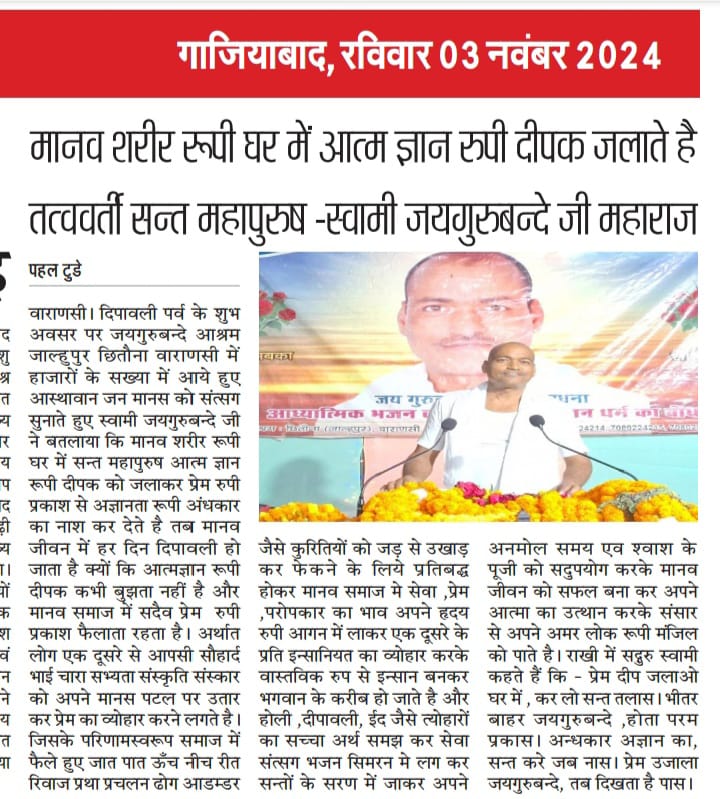 गाजियाबाद, रविवार 03 नवंबर 2024
मानव शरीर रूपी घर में आत्म ज्ञान रुपी दीपक जलाते है
तत्ववर्ती सन्त महापुरुष -स्वामी जयगुरुबन्दे जी महाराज
पहल टुडे
वाराणसी। दिपावली पर्व के शुभ
अवसर पर जयगुरुबन्दे आश्रम
जाल्हुपुर छितौना वाराणसी में
हाजारों के सख्या में आये हुए
आस्थावान जन मानस को संत्सग
सुनाते हुए स्वामी जयगुरुबन्दे जी
ने बतलाया कि मानव शरीर रूपी
घर में सन्त महापुरुष आत्म ज्ञान
रूपी दीपक को जलाकर प्रेम रुपी
प्रकाश से अज्ञानता रूपी अंधकार
का नाश कर देते है तब मानव
जीवन में हर दिन दिपावली हो
जाता है क्यों कि आत्मज्ञान रूपी
दीपक कभी बुझता नहीं है और
मानव समाज में सदैव प्रेम रुपी
प्रकाश फैलाता रहता है। अर्थात
लोग एक दूसरे से आपसी सौहार्द
भाई चारा सभ्यता संस्कृति संस्कार
को अपने मानस पटल पर उतार
कर प्रेम का व्योहार करने लगते है।
जिसके परिणामस्वरूप समाज में
फैले हुए जात पात ऊँच नीच रीत
रिवाज प्रथा प्रचलन ढोग आडम्डर
जय गुरु
आध्यात्मिक भजन
जैसे कुरितियों को जड़ से उखाड़
कर फेकने के लिये प्रतिबद्ध
होकर मानव समाज मे सेवा ,प्रेम
,परोपकार का भाव अपने हृदय
रुपी आगन में लाकर एक दूसरे के
प्रति इन्सानियत का व्योहार करके
वास्तविक रुप से इन्सान बनकर
भगवान के करीब हो जाते है और
होली ,दीपावली, ईद जैसे त्योहारों
का सच्चा अर्थ समझ कर सेवा
संत्सग भजन सिमरन मे लग कर
सन्तों के सरण में जाकर अपने
अनमोल समय एव श्वाश के
पूजी को सदुपयोग करके मानव
जीवन को सफल बना कर अपने
आत्मा का उत्थान करके संसार
से अपने अमर लोक रूपी मंजिल
को पाते है। राखी में सद्गुरु स्वामी
कहते हैं कि - प्रेम दीप जलाओ
घर में , कर लो सन्त तलास। भीतर
बाहर जयगुरुबन्दे ,होता परम
प्रकास। अन्धकार अज्ञान का,
सन्त करे जब नास। प्रेम उजाला
जयगुरुबन्दे, तब दिखता है पास।